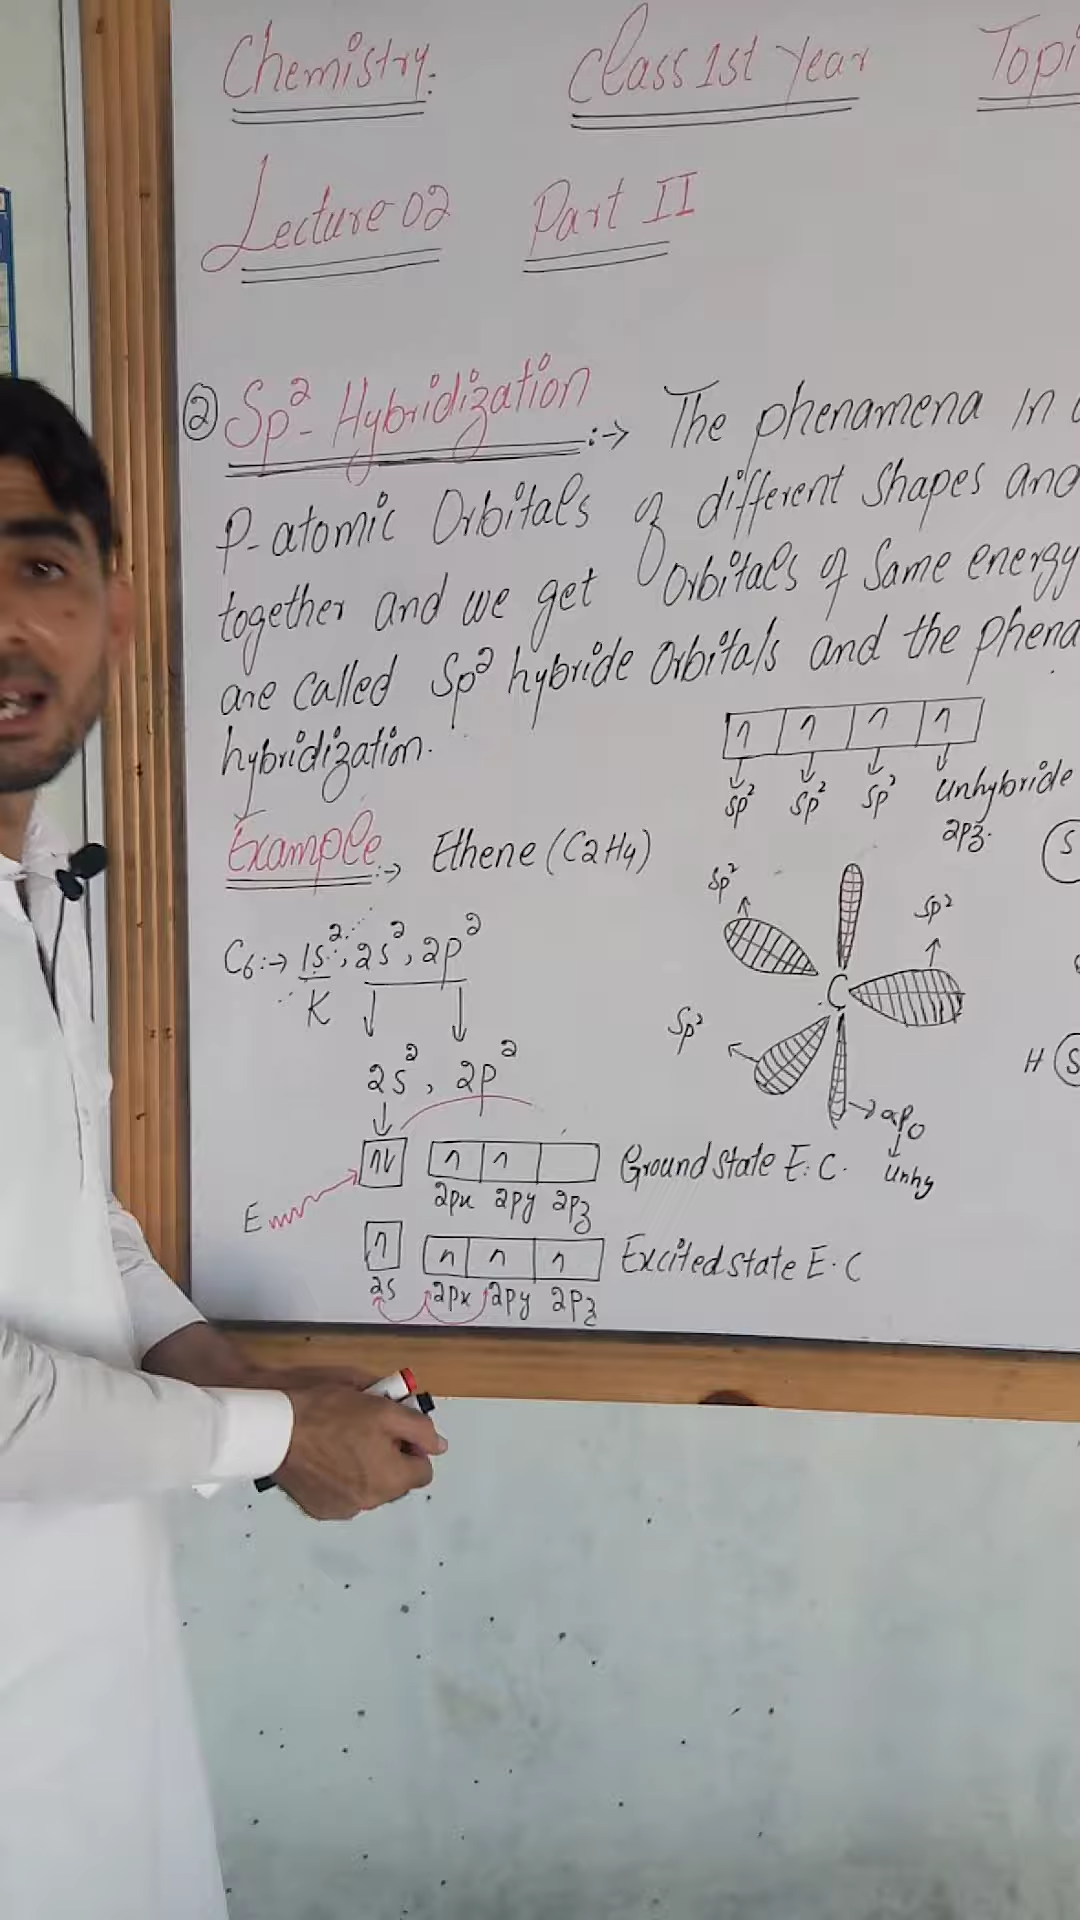 Chemistry. Class 1st Year Topi
Lecture 02 Part II
② Sp²-Hybridization :→ The phenamena In
P-atomic Orbitals of different Shapes and
together and we get Orbitals of Same energy
are called Sp² hybride Orbitals and the phena
hybridization.
↿ ↿ ↿ ↿
Sp² Sp² Sp² Unhybride
2pz.
Example :→ Ethene (C2H4)
S
Sp² Sp²
C6 :→ 1s², 2s², 2p²
K
C
Sp²
2s², 2p²
H S
Unhy
↿⇂ ↿ ↿ Ground state E.C.
2px 2py 2pz
E
↿ ↿ ↿ ↿ Excited state E.C
2s 2px 2py 2pz